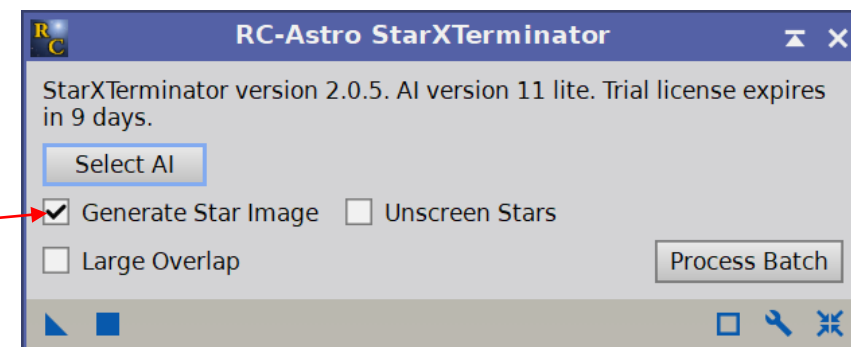 RC
RC-Astro StarXTerminator
StarXTerminator version 2.0.5. AI version 11 lite. Trial license expires
in 9 days.
Select AI
Generate Star Image Unscreen Stars
Large Overlap Process Batch